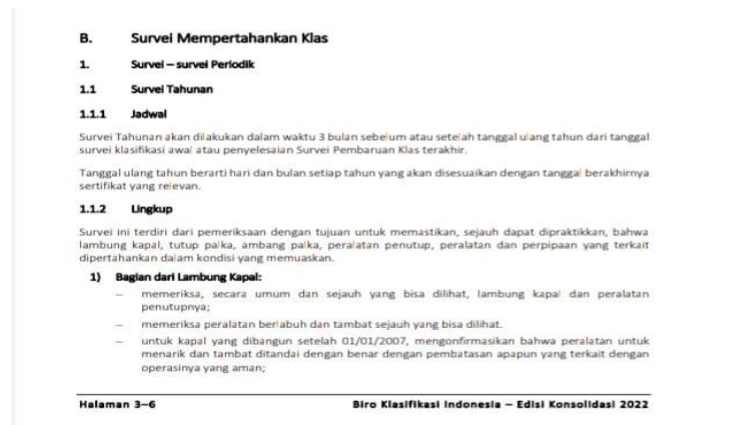 B. Survei Mempertahankan Klas
1. Survei – survei Periodik
1.1 Survei Tahunan
1.1.1 Jadwal
Survei Tahunan akan dilakukan dalam waktu 3 bulan sebelum atau setelah tanggal ulang tahun dari tanggal
survei klasifikasi awal atau penyelesaian Survei Pembaruan Klas terakhir.
Tanggal ulang tahun berarti hari dan bulan setiap tahun yang akan disesuaikan dengan tanggal berakhirnya
sertifikat yang relevan.
1.1.2 Lingkup
Survei ini terdiri dari pemeriksaan dengan tujuan untuk memastikan, sejauh dapat dipraktikkan, bahwa
lambung kapal, tutup palka, ambang palka, peralatan penutup, peralatan dan perpipaan yang terkait
dipertahankan dalam kondisi yang memuaskan.
1) Bagian dari Lambung Kapal:
– memeriksa, secara umum dan sejauh yang bisa dilihat, lambung kapal dan peralatan
penutupnya;
– memeriksa peralatan berlabuh dan tambat sejauh yang bisa dilihat.
– untuk kapal yang dibangun setelah 01/01/2007, mengonfirmasikan bahwa peralatan untuk
menarik dan tambat ditandai dengan benar dengan pembatasan apapun yang terkait dengan
operasinya yang aman;
Halaman 3–6 Biro Klasifikasi Indonesia – Edisi Konsolidasi 2022